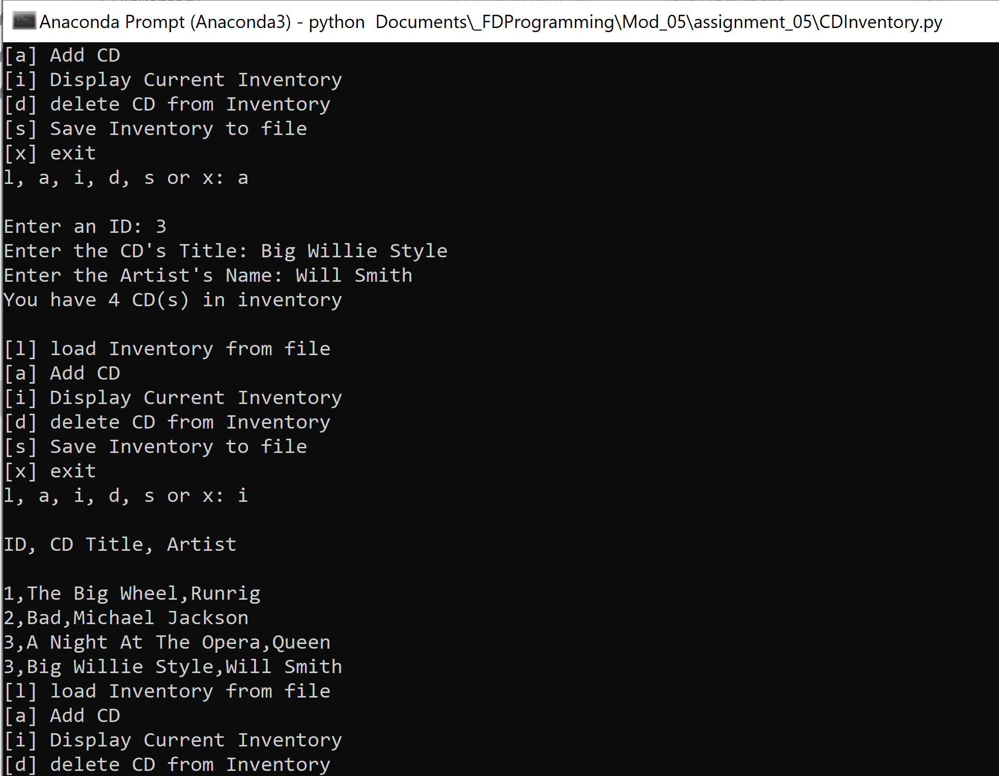 Anaconda Prompt (Anaconda3) - python  Documents\_FDProgramming\Mod_05\assignment_05\CDInventory.py
[a] Add CD
[i] Display Current Inventory
[d] delete CD from Inventory
[s] Save Inventory to file
[x] exit
l, a, i, d, s or x: a
Enter an ID: 3
Enter the CD's Title: Big Willie Style
Enter the Artist's Name: Will Smith
You have 4 CD(s) in inventory
[l] load Inventory from file
[a] Add CD
[i] Display Current Inventory
[d] delete CD from Inventory
[s] Save Inventory to file
[x] exit
l, a, i, d, s or x: i
ID, CD Title, Artist
1,The Big Wheel,Runrig
2,Bad,Michael Jackson
3,A Night At The Opera,Queen
3,Big Willie Style,Will Smith
[l] load Inventory from file
[a] Add CD
[i] Display Current Inventory
[d] delete CD from Inventory